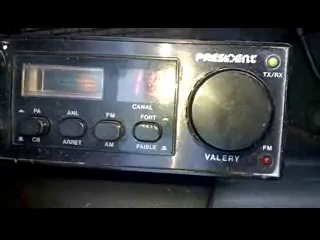 PRESIDENT
TX/RX
CANAL
PA ANL FM FORT
CB ARRET AM FAIBLE
VALERY
FM